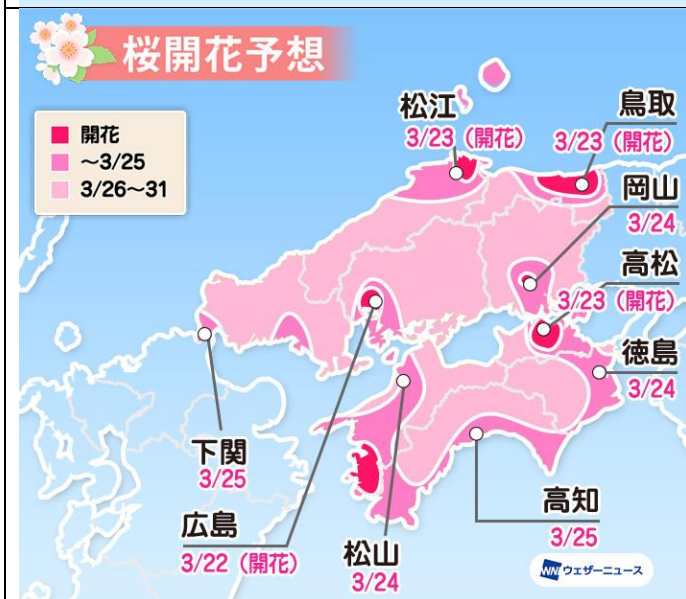 桜開花予想
開花
~3/25
3/26~31
松江
3/23 (開花)
鳥取
3/23 (開花)
岡山
3/24
高松
3/23 (開花)
徳島
3/24
下関
3/25
広島
3/22 (開花)
松山
3/24
高知
3/25
WNI ウェザーニュース